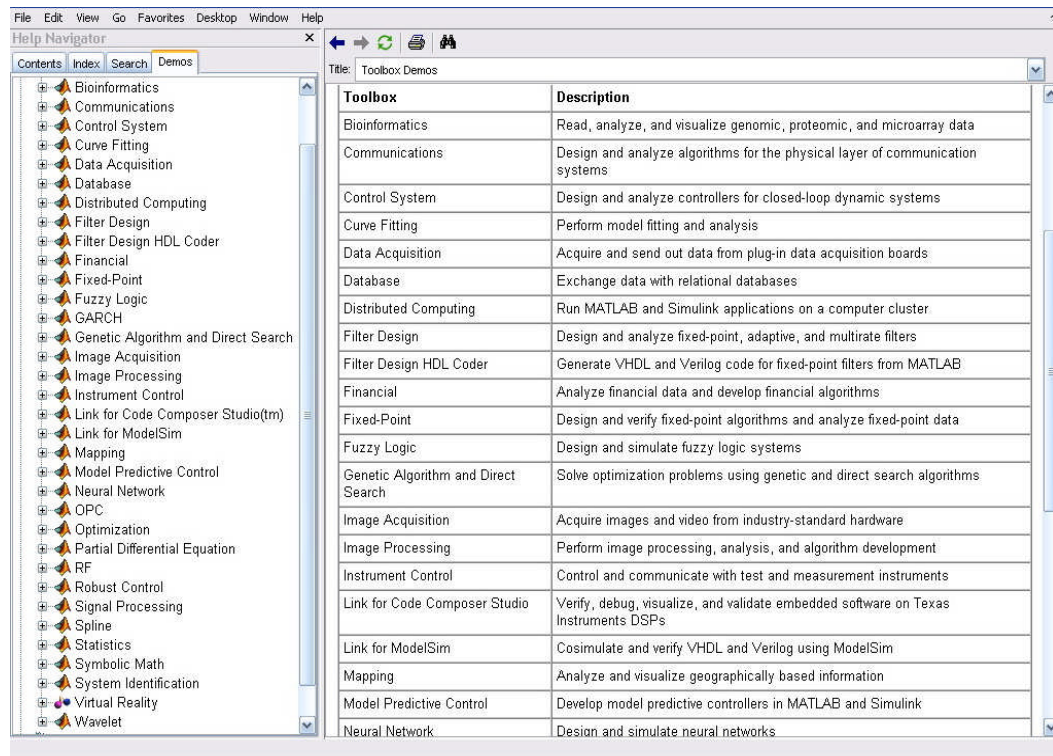 File Edit View Go Favorites Desktop Window Help
Help Navigator
Contents Index Search Demos
Bioinformatics
Communications
Control System
Curve Fitting
Data Acquisition
Database
Distributed Computing
Filter Design
Filter Design HDL Coder
Financial
Fixed-Point
Fuzzy Logic
GARCH
Genetic Algorithm and Direct Search
Image Acquisition
Image Processing
Instrument Control
Link for Code Composer Studio(tm)
Link for ModelSim
Mapping
Model Predictive Control
Neural Network
OPC
Optimization
Partial Differential Equation
RF
Robust Control
Signal Processing
Spline
Statistics
Symbolic Math
System Identification
Virtual Reality
Wavelet
Title: Toolbox Demos
Toolbox Description
Bioinformatics Read, analyze, and visualize genomic, proteomic, and microarray data
Communications Design and analyze algorithms for the physical layer of communication
systems
Control System Design and analyze controllers for closed-loop dynamic systems
Curve Fitting Perform model fitting and analysis
Data Acquisition Acquire and send out data from plug-in data acquisition boards
Database Exchange data with relational databases
Distributed Computing Run MATLAB and Simulink applications on a computer cluster
Filter Design Design and analyze fixed-point, adaptive, and multirate filters
Filter Design HDL Coder Generate VHDL and Verilog code for fixed-point filters from MATLAB
Financial Analyze financial data and develop financial algorithms
Fixed-Point Design and verify fixed-point algorithms and analyze fixed-point data
Fuzzy Logic Design and simulate fuzzy logic systems
Genetic Algorithm and Direct Solve optimization problems using genetic and direct search algorithms
Search
Image Acquisition Acquire images and video from industry-standard hardware
Image Processing Perform image processing, analysis, and algorithm development
Instrument Control Control and communicate with test and measurement instruments
Link for Code Composer Studio Verify, debug, visualize, and validate embedded software on Texas
Instruments DSPs
Link for ModelSim Cosimulate and verify VHDL and Verilog using ModelSim
Mapping Analyze and visualize geographically based information
Model Predictive Control Develop model predictive controllers in MATLAB and Simulink
Neural Network Design and simulate neural networks